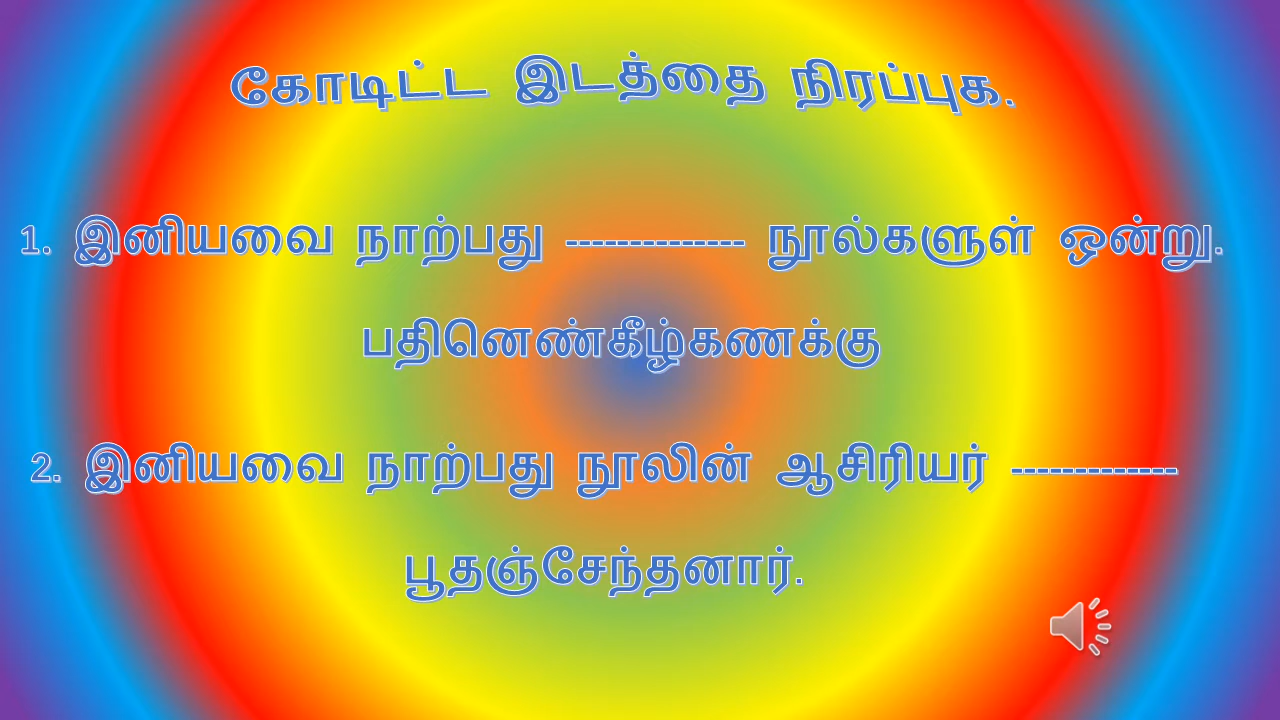 கோடிட்ட இடத்தை நிரப்புக.
1. இனியவை நாற்பது -------------- நூல்களுள் ஒன்று.
பதினெண்கீழ்கணக்கு
2. இனியவை நாற்பது நூலின் ஆசிரியர் -------------
பூதஞ்சேந்தனார்.